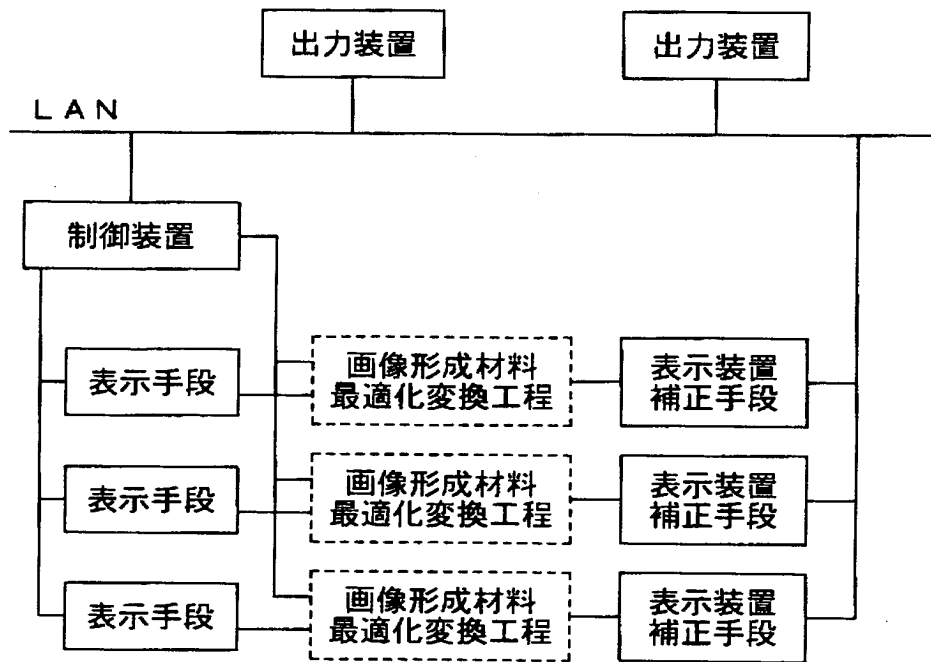 出力装置
出力装置
LAN
制御装置
表示手段
画像形成材料
最適化変換工程
表示装置
補正手段
表示手段
画像形成材料
最適化変換工程
表示装置
補正手段
表示手段
画像形成材料
最適化変換工程
表示装置
補正手段